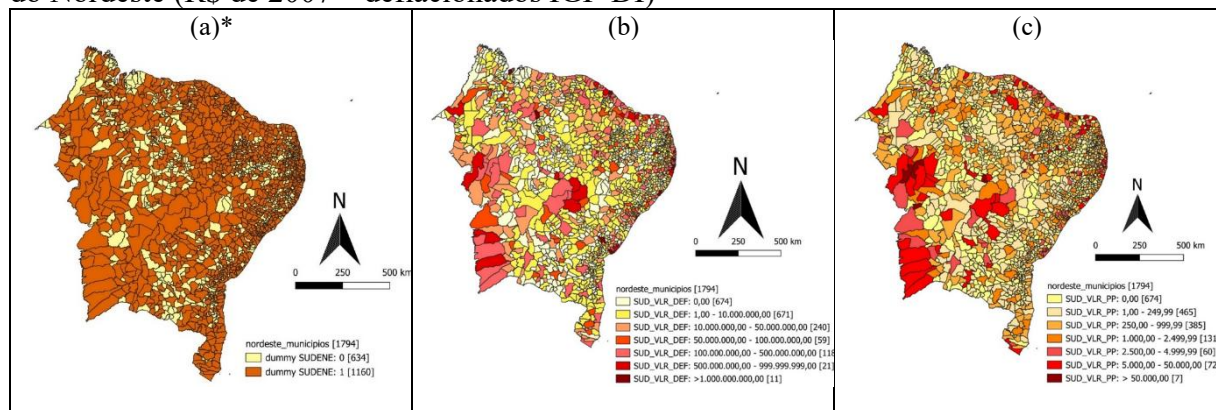 do Nordeste (R$ de 2007 – deflacionados IGP-DI)
(a)*
N
0 250 500 km
nordeste_municipios [1794]
dummy SUDENE: 0 [634]
dummy SUDENE: 1 [1160]
(b)
N
0 250 500 km
nordeste_municipios [1794]
SUD_VLR_DEF: 0,00 [674]
SUD_VLR_DEF: 1,00 - 10.000.000,00 [671]
SUD_VLR_DEF: 10.000.000,00 - 50.000.000,00 [240]
SUD_VLR_DEF: 50.000.000,00 - 100.000.000,00 [59]
SUD_VLR_DEF: 100.000.000,00 - 500.000.000,00 [118
SUD_VLR_DEF: 500.000.000,00 - 999.999.999,00 [21]
SUD_VLR_DEF: >1.000.000.000,00 [11]
(c)
N
0 250 500 km
nordeste_municipios [1794]
SUD_VLR_PP: 0,00 [674]
SUD_VLR_PP: 1,00 - 249,99 [465]
SUD_VLR_PP: 250,00 - 999,99 [385]
SUD_VLR_PP: 1.000,00 - 2.499,99 [131
SUD_VLR_PP: 2.500,00 - 4.999,99 [60]
SUD_VLR_PP: 5.000,00 - 50.000,00 [72
SUD_VLR_PP: > 50.000,00 [7]